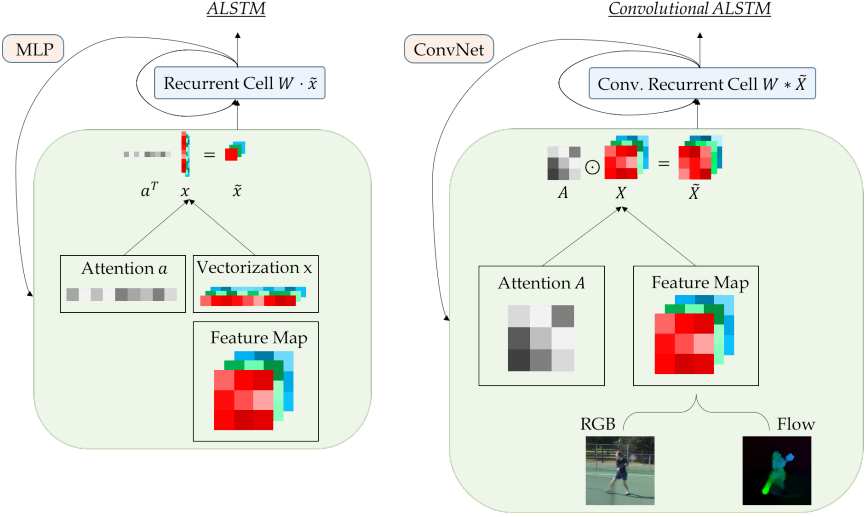 ALSTM
MLP
Recurrent Cell W · x̃
=
aᵀ x x̃
Attention a
Vectorization x
Feature Map
Convolutional ALSTM
ConvNet
Conv. Recurrent Cell W ∗ X̃
⊙ =
A X X̃
Attention A
Feature Map
RGB
Flow